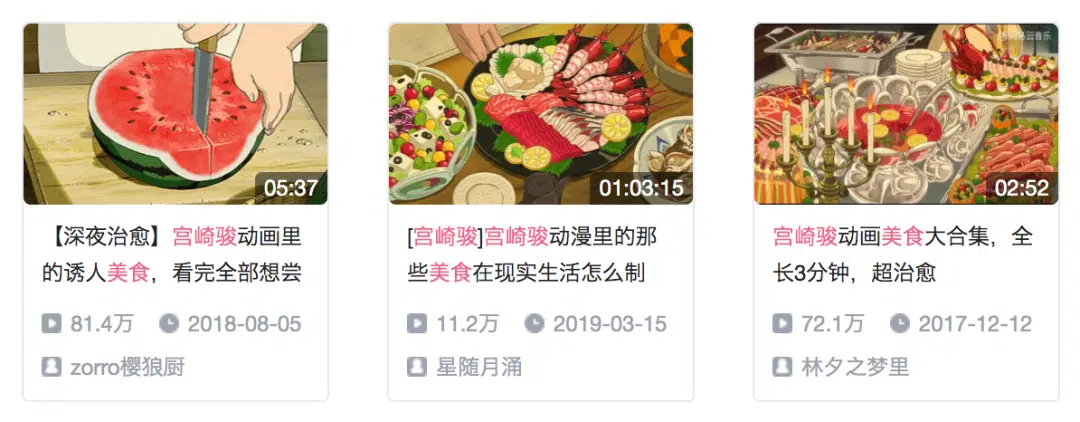 05:37
【深夜治愈】宫崎骏动画里
的诱人美食，看完全部想尝
81.4万 2018-08-05
zorro樱狼厨
01:03:15
[宫崎骏]宫崎骏动漫里的那
些美食在现实生活怎么制
11.2万 2019-03-15
星随月涌
网易云音乐
02:52
宫崎骏动画美食大合集，全
长3分钟，超治愈
72.1万 2017-12-12
林夕之梦里